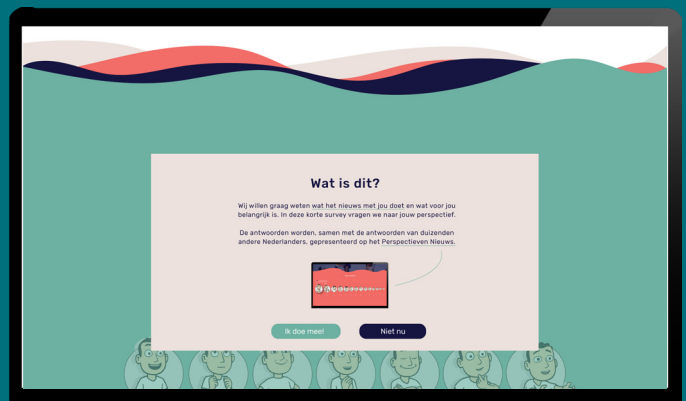 Wat is dit?
Wij willen graag weten wat het nieuws met jou doet en wat voor jou
belangrijk is. In deze korte survey vragen we naar jouw perspectief.
De antwoorden worden, samen met de antwoorden van duizenden
andere Nederlanders, gepresenteerd op het Perspectieven Nieuws.
Ik doe mee!
Niet nu